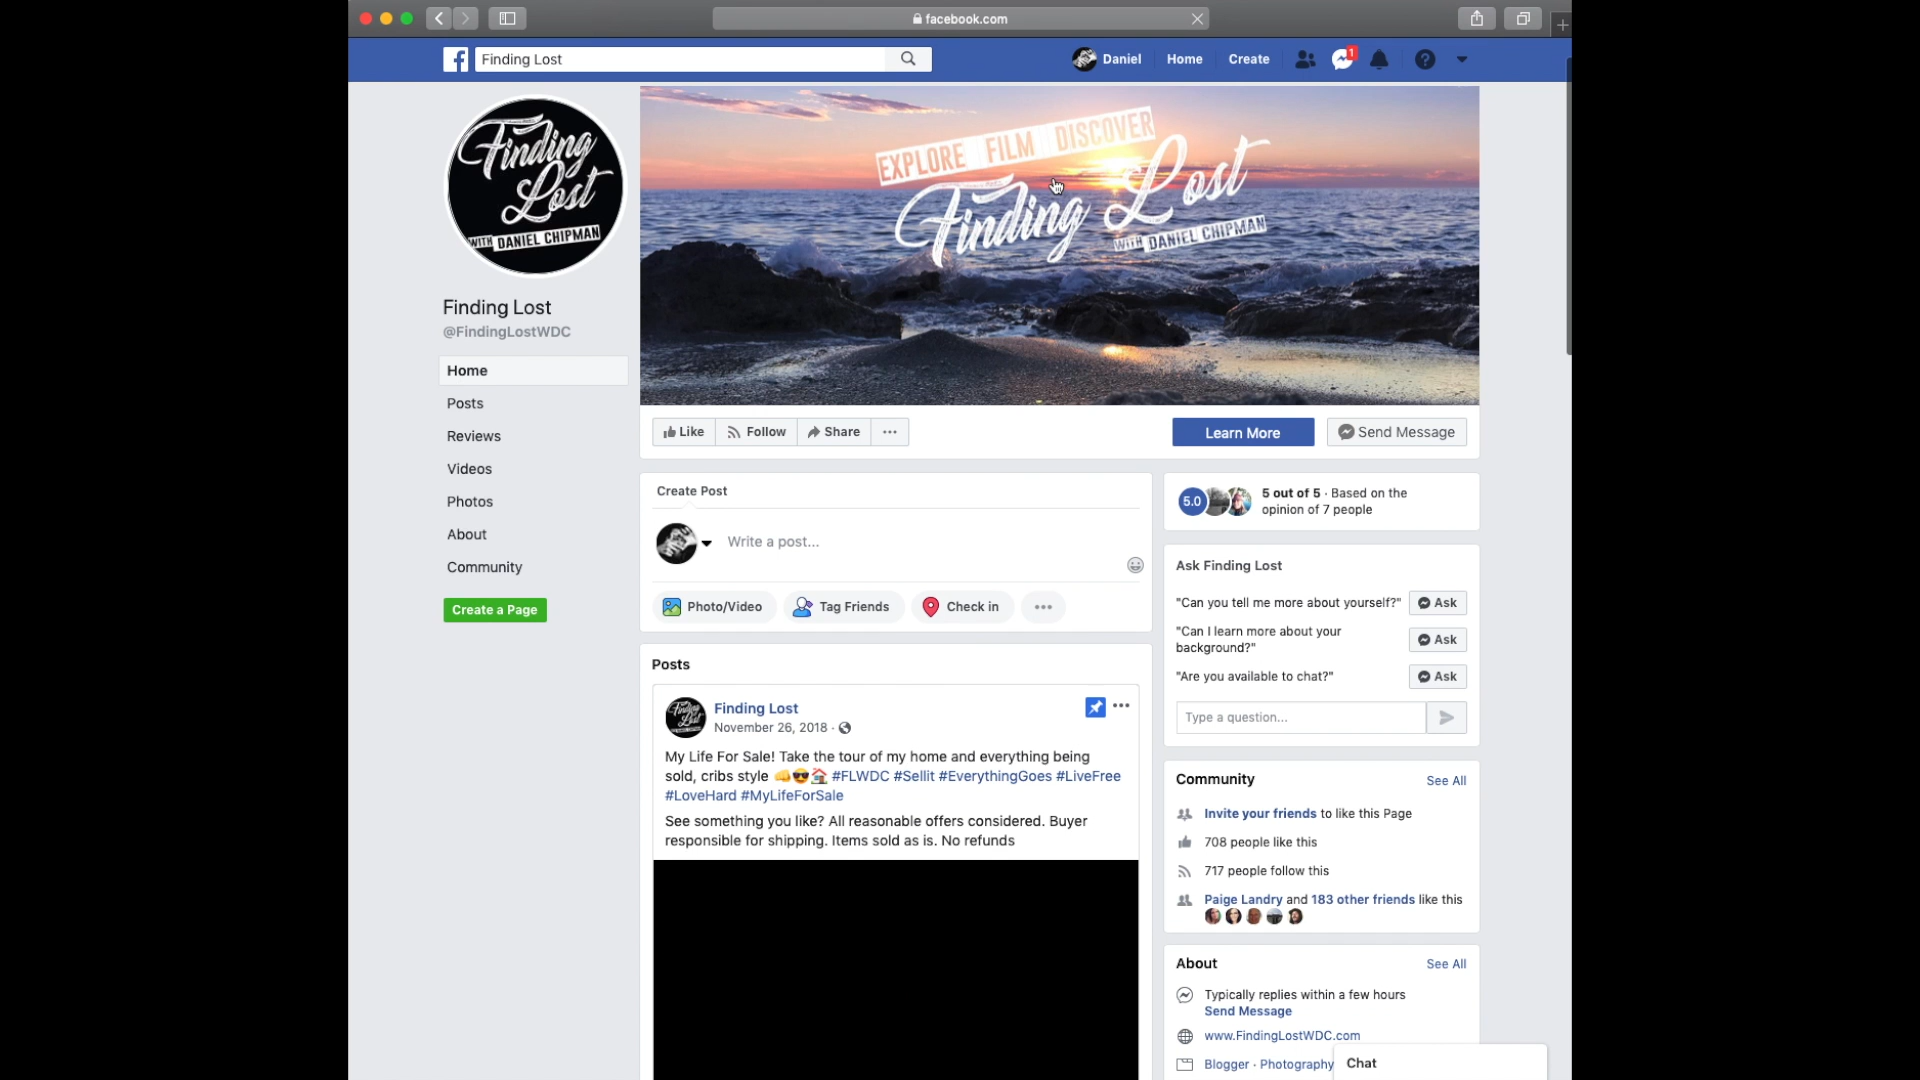 facebook.com
Finding Lost
Daniel Home Create 1
Finding
Lost
WITH DANIEL CHIPMAN
Finding Lost
@FindingLostWDC
Home
Posts
Reviews
Videos
Photos
About
Community
Create a Page
EXPLORE FILM DISCOVER
Finding Lost
WITH DANIEL CHIPMAN
Like Follow Share
Learn More Send Message
Create Post
Write a post...
Photo/Video Tag Friends Check in
Posts
Finding Lost
November 26, 2018 ·
My Life For Sale! Take the tour of my home and everything being
sold, cribs style 👊😎🏠 #FLWDC #Sellit #EverythingGoes #LiveFree
#LoveHard #MyLifeForSale
See something you like? All reasonable offers considered. Buyer
responsible for shipping. Items sold as is. No refunds
5.0 5 out of 5 · Based on the
opinion of 7 people
Ask Finding Lost
"Can you tell me more about yourself?" Ask
"Can I learn more about your
background?" Ask
"Are you available to chat?" Ask
Type a question...
Community See All
Invite your friends to like this Page
708 people like this
717 people follow this
Paige Landry and 183 other friends like this
About See All
Typically replies within a few hours
Send Message
www.FindingLostWDC.com
Blogger · Photography
Chat